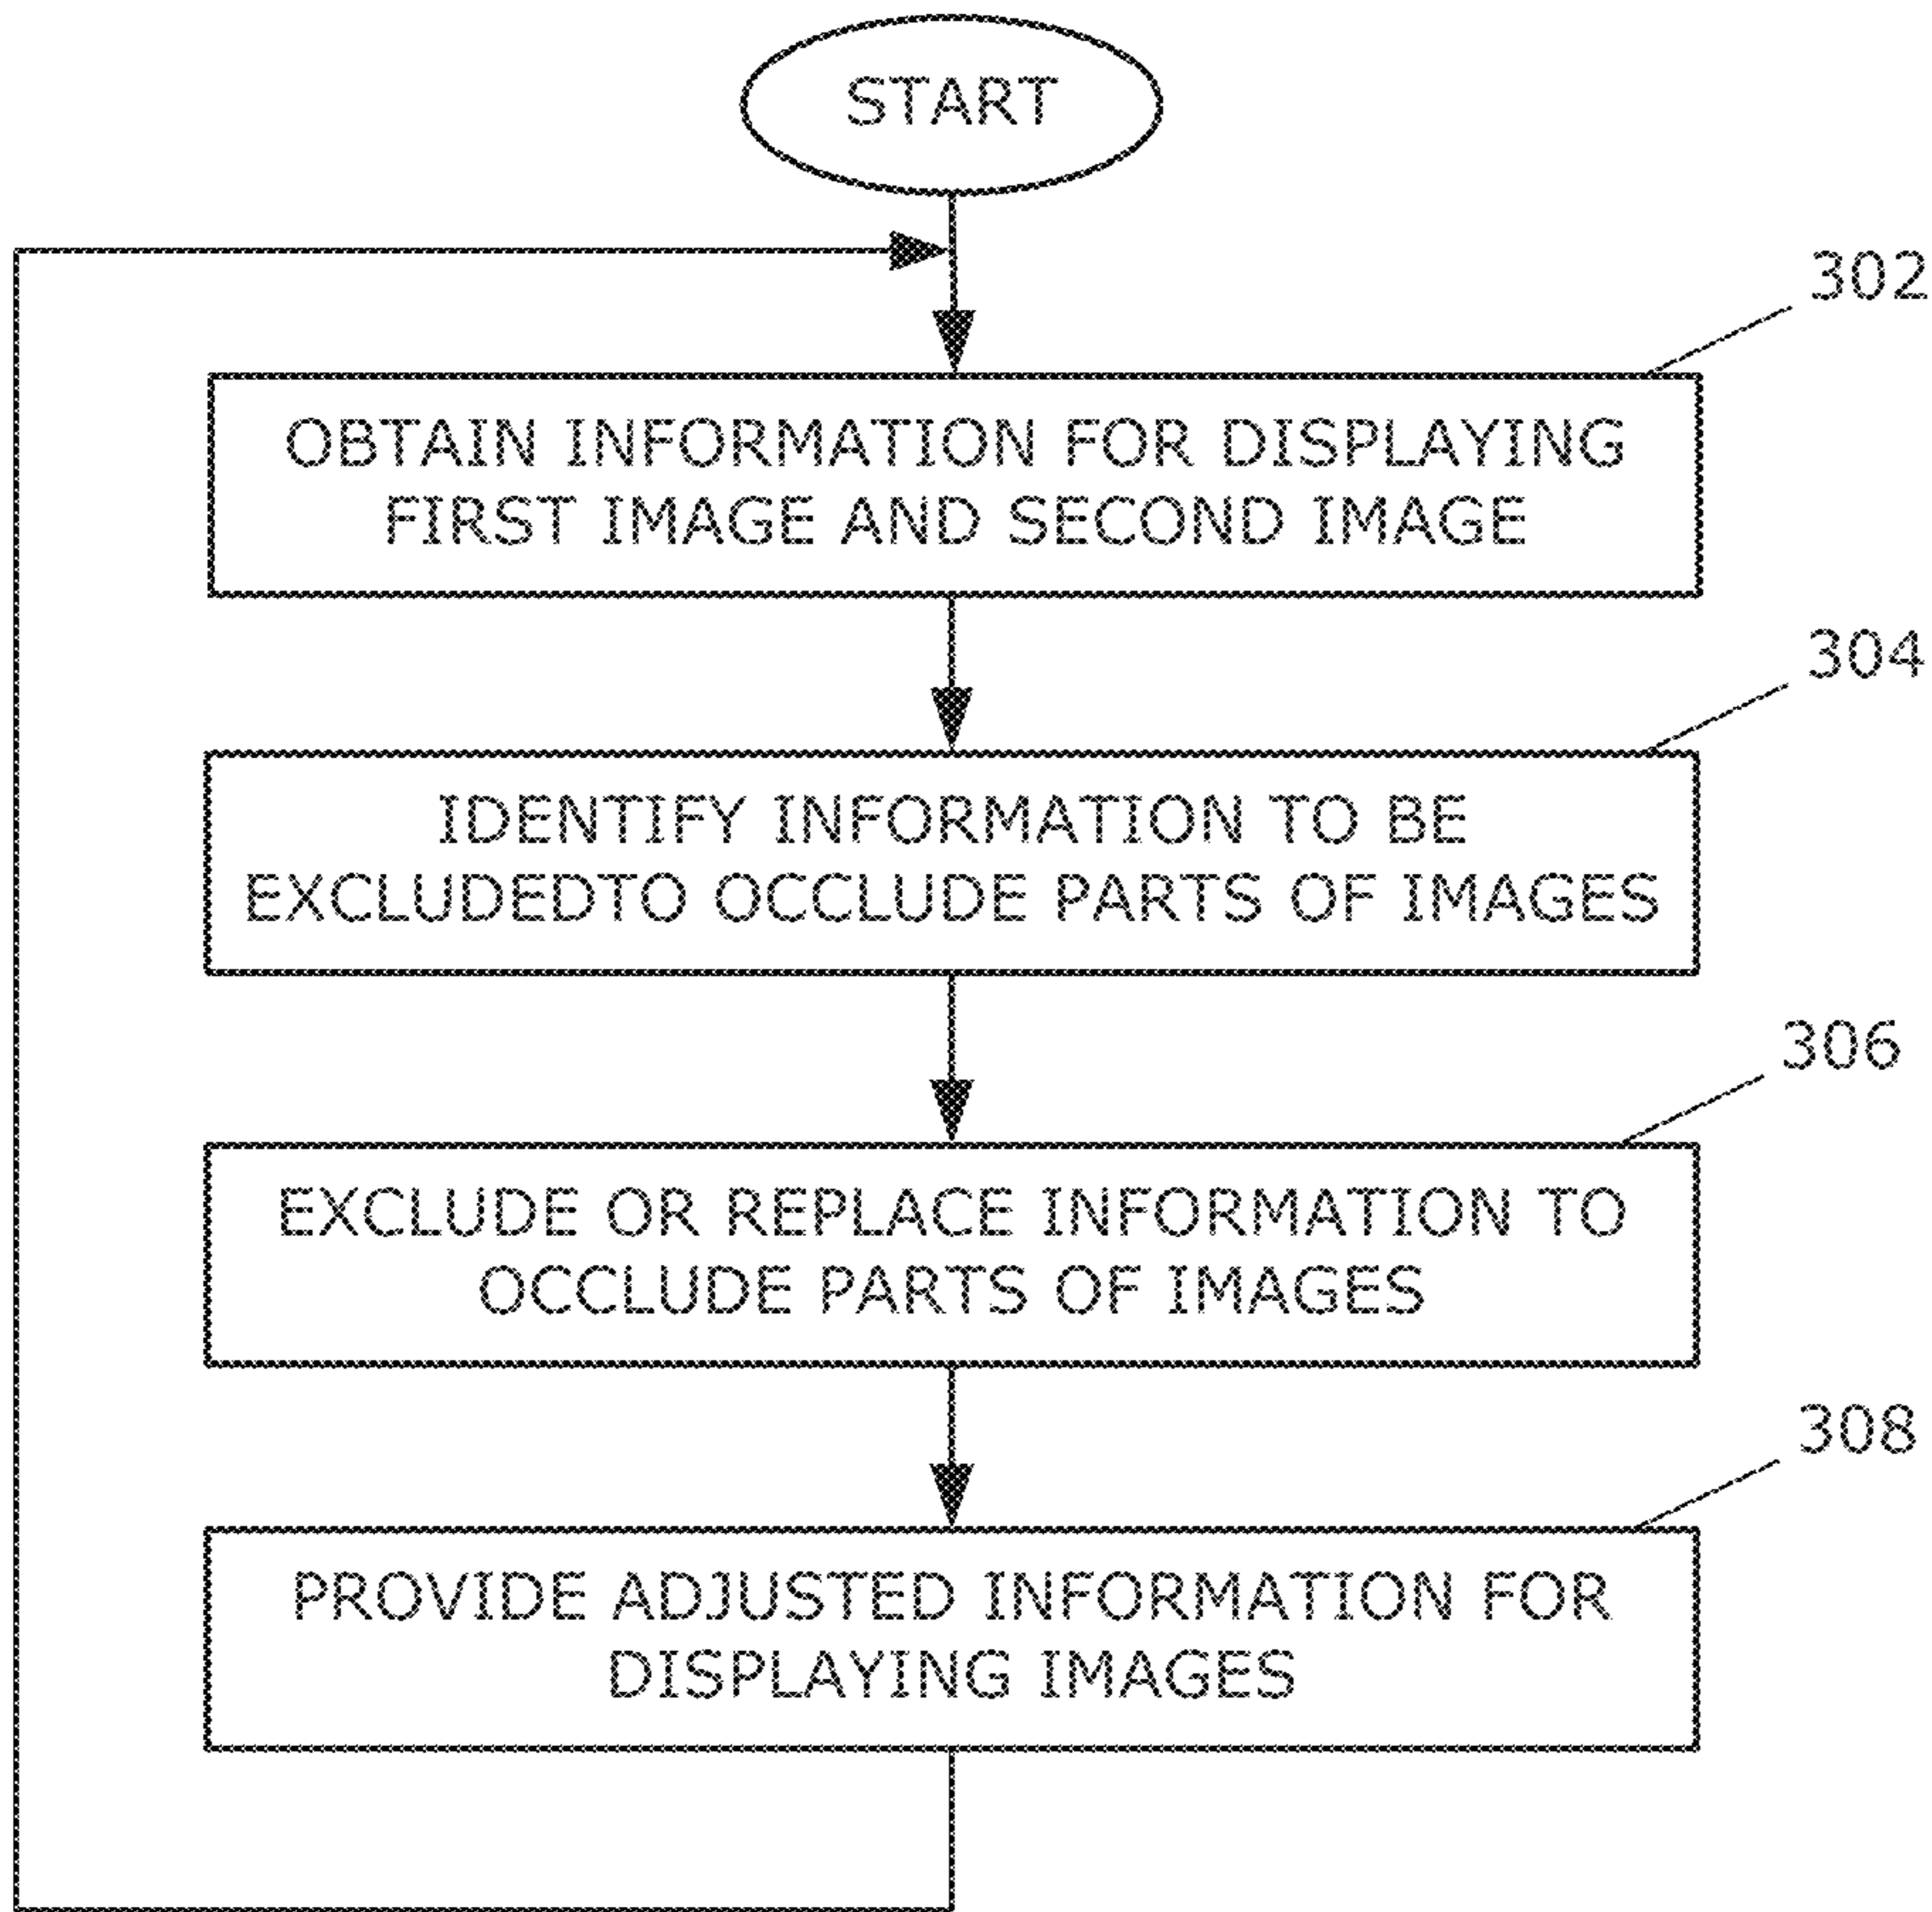 START
302
OBTAIN INFORMATION FOR DISPLAYING
FIRST IMAGE AND SECOND IMAGE
304
IDENTIFY INFORMATION TO BE
EXCLUDEDTO OCCLUDE PARTS OF IMAGES
306
EXCLUDE OR REPLACE INFORMATION TO
OCCLUDE PARTS OF IMAGES
308
PROVIDE ADJUSTED INFORMATION FOR
DISPLAYING IMAGES